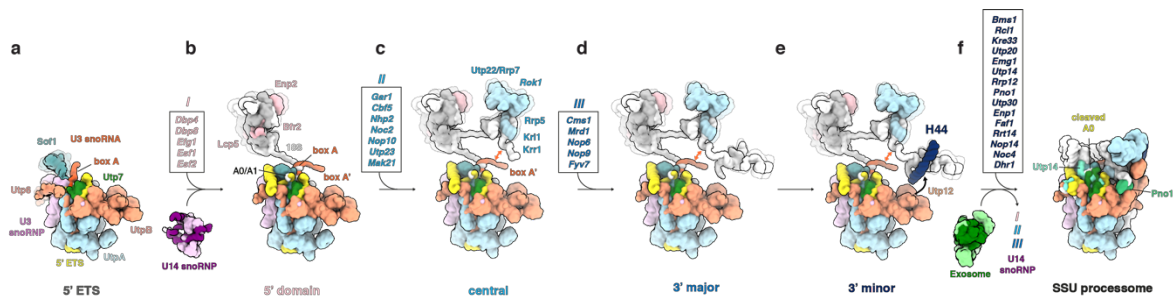 a
Sof1
U3 snoRNA
box A
Utp7
Utp6
U3
snoRNP
UtpB
5' ETS
UtpA
5' ETS
I
Dbp4
Dbp8
Efg1
Esf1
Esf2
U14 snoRNP
b
Enp2
Bfr2
Lcp5
18S
box A
A0/A1
box A'
5' domain
II
Gar1
Cbf5
Nhp2
Noc2
Nop10
Utp23
Mak21
c
Utp22/Rrp7
Rok1
Rrp5
Krl1
Krr1
box A'
central
III
Cms1
Mrd1
Nop6
Nop9
Fyv7
d
3' major
e
H44
Utp12
3' minor
f
Bms1
Rcl1
Kre33
Utp20
Emg1
Utp14
Rrp12
Pno1
Utp30
Enp1
Faf1
Rrt14
Nop14
Noc4
Dhr1
Exosome
I
II
III
U14
snoRNP
cleaved
A0
Utp14
Pno1
SSU processome